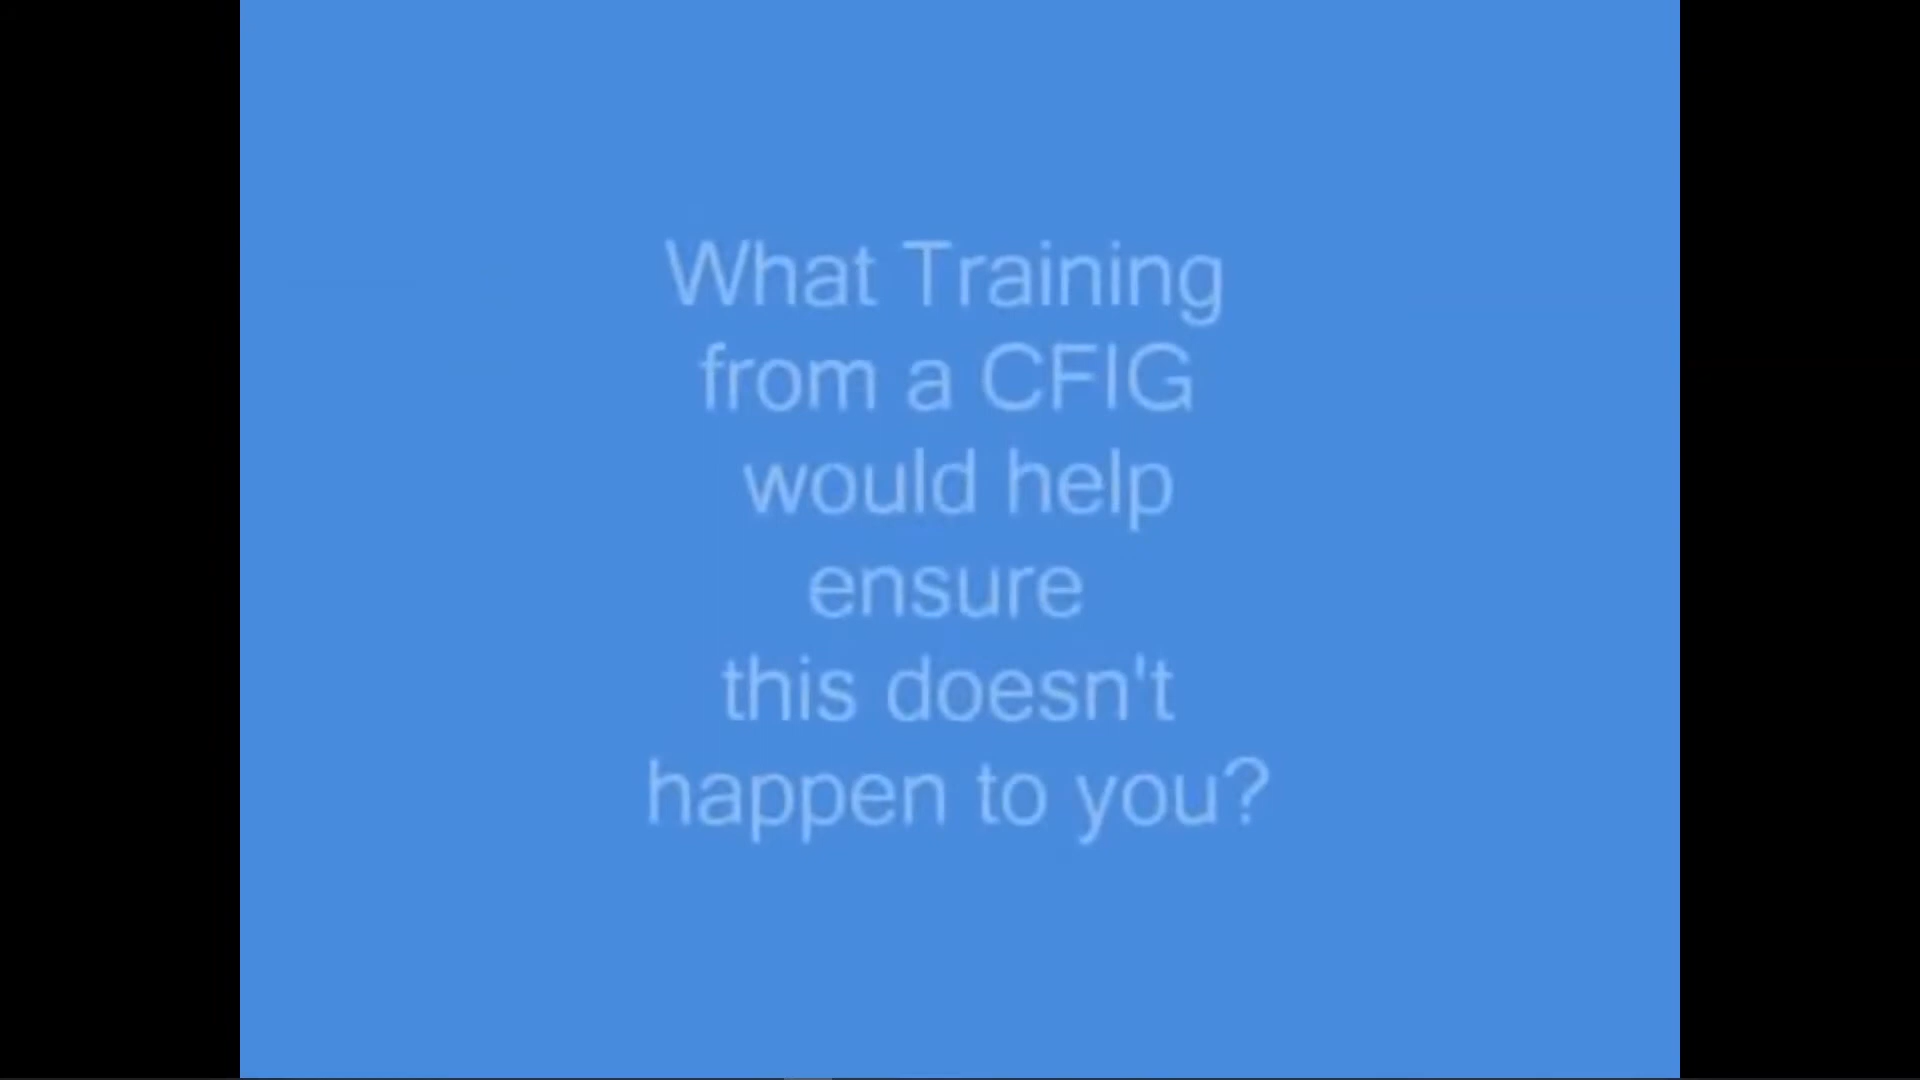 What Training
from a CFIG
would help
ensure
this doesn't
happen to you?